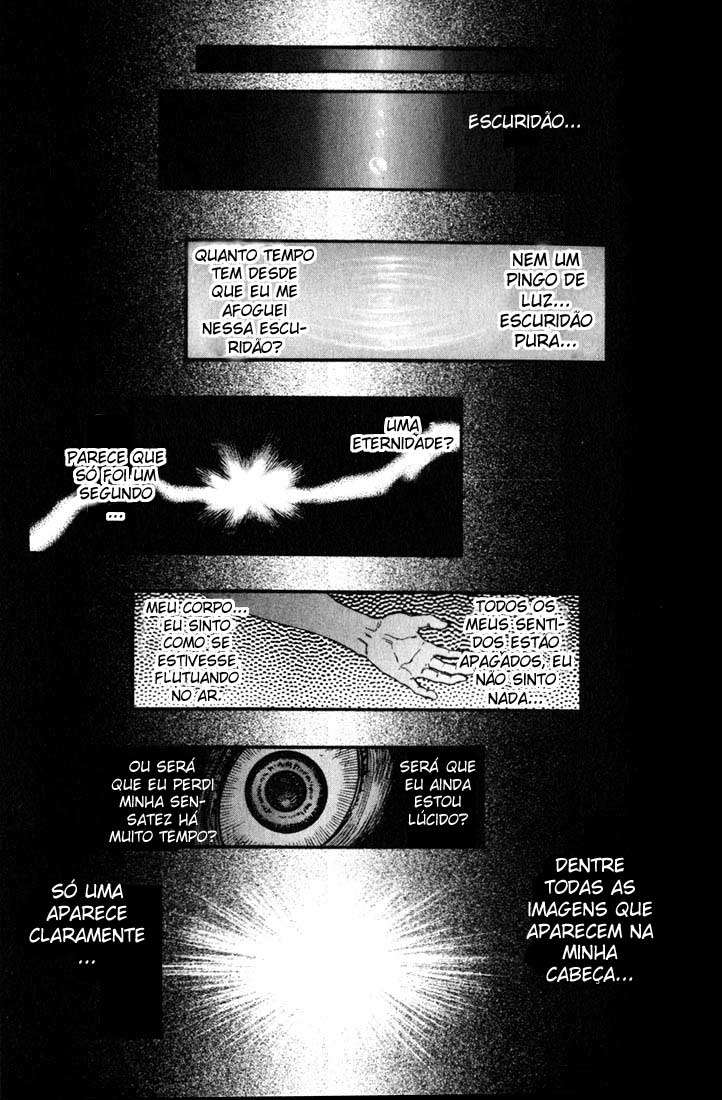 ESCURIDÃO...
NEM UM
PINGO DE
LUZ...
ESCURIDÃO
PURA...
QUANTO TEMPO
TEM DESDE
QUE EU ME
AFOGUEI
NESSA ESCU-
RIDÃO?
UMA
ETERNIDADE?
PARECE QUE
SÓ FOI UM
SEGUNDO
...
TODOS OS
MEUS SENTI-
DOS ESTÃO
APAGADOS, EU
NÃO SINTO
NADA...
MEU CORPO...
EU SINTO
COMO SE
ESTIVESSE
FLUTUANDO
NO AR.
SERÁ QUE
EU AINDA
ESTOU
LÚCIDO?
OU SERÁ
QUE EU PERDI
MINHA SEN-
SATEZ HÁ
MUITO TEMPO?
DENTRE
TODAS AS
IMAGENS QUE
APARECEM NA
MINHA
CABEÇA...
SÓ UMA
APARECE
CLARAMENTE
...